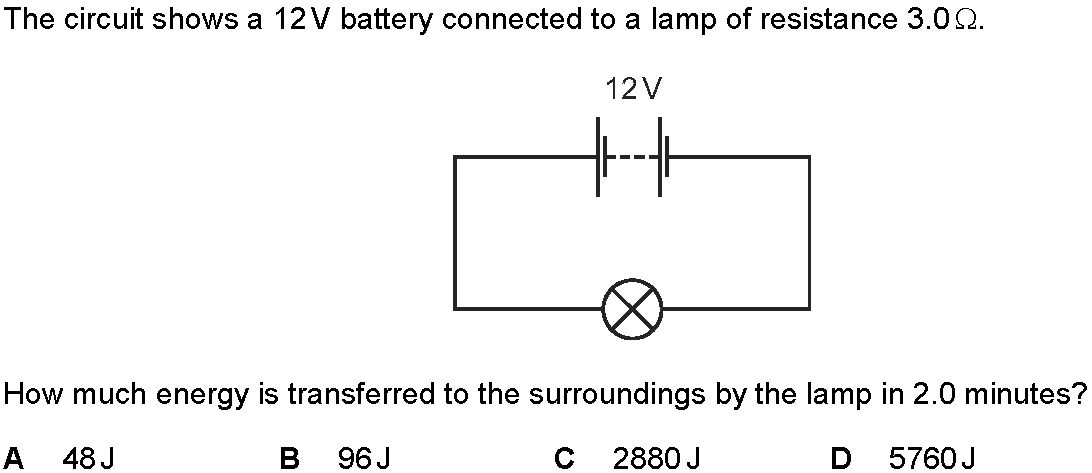 The circuit shows a 12 V battery connected to a lamp of resistance 3.0 Ω.
12 V
How much energy is transferred to the surroundings by the lamp in 2.0 minutes?
A 48 J B 96 J C 2880 J D 5760 J